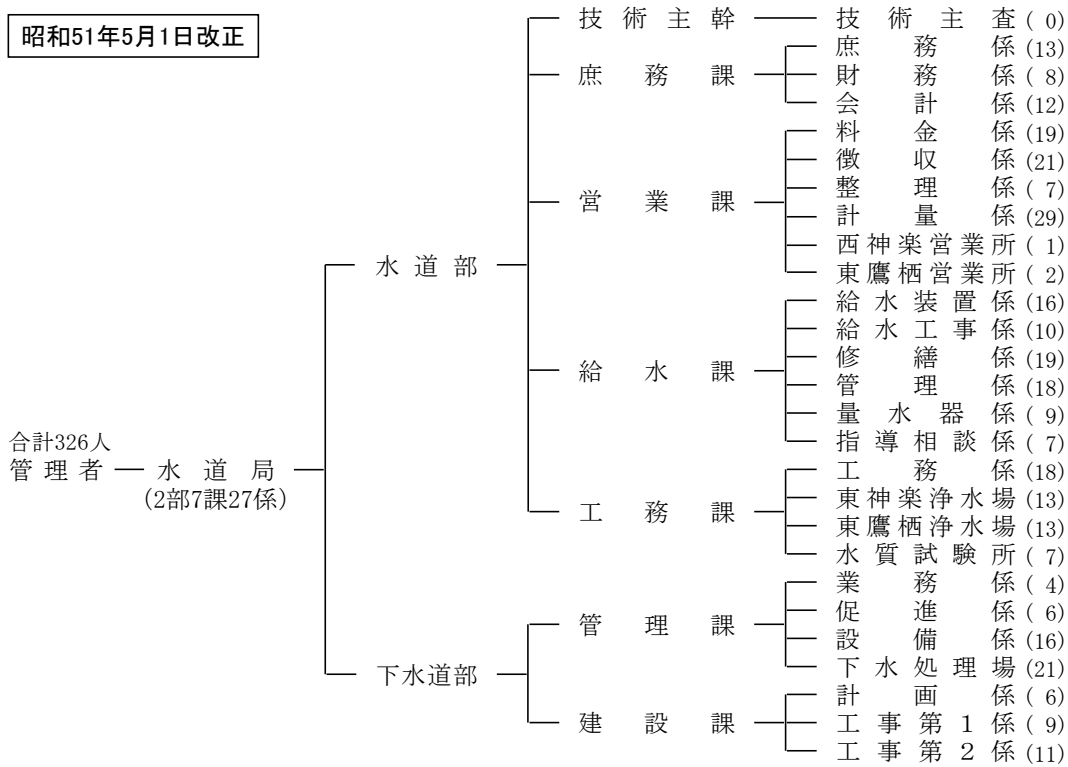 昭和51年5月1日改正
技術主幹 技術主査 ( 0)
庶務課 庶務係 (13)
財務係 ( 8)
会計係 (12)
営業課 料金係 (19)
徴収係 (21)
整理係 ( 7)
計量係 (29)
西神楽営業所 ( 1)
東鷹栖営業所 ( 2)
水道部
給水課 給水装置係 (16)
給水工事係 (10)
修繕係 (19)
管理係 (18)
量水器係 ( 9)
指導相談係 ( 7)
合計326人
管理者 水道局
(2部7課27係)
工務課 工務係 (18)
東神楽浄水場 (13)
東鷹栖浄水場 (13)
水質試験所 ( 7)
下水道部
管理課 業務係 ( 4)
促進係 ( 6)
設備係 (16)
下水処理場 (21)
建設課 計画係 ( 6)
工事第1係 ( 9)
工事第2係 (11)